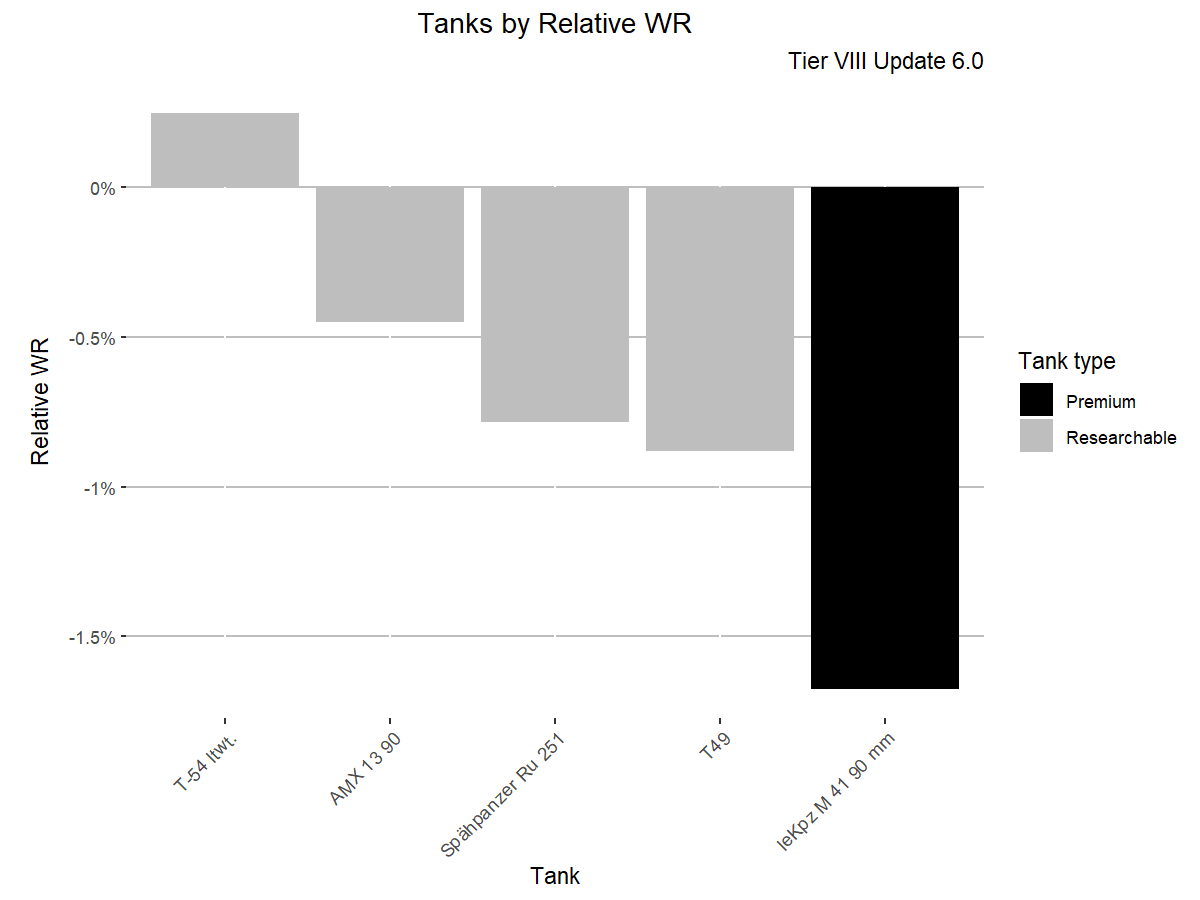 Tanks by Relative WR
Tier VIII Update 6.0
0%
-0.5%
-1%
-1.5%
Relative WR
T-54 ltwt.
AMX 13 90
Spähpanzer Ru 251
T49
leKpz M 41 90 mm
Tank
Tank type
Premium
Researchable